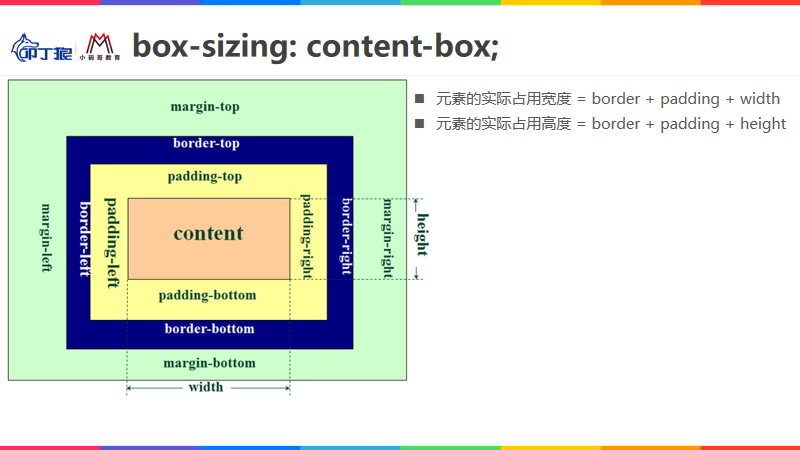 叩丁狼
小码哥教育
box-sizing: content-box;
■ 元素的实际占用宽度 = border + padding + width
■ 元素的实际占用高度 = border + padding + height
margin-top
border-top
padding-top
margin-left
border-left
padding-left
content
padding-right
border-right
margin-right
height
padding-bottom
border-bottom
margin-bottom
width